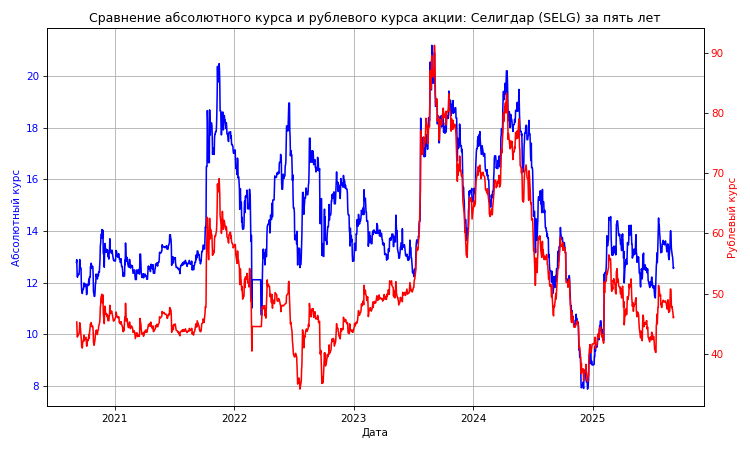 Сравнение абсолютного курса и рублевого курса акции: Селигдар (SELG) за пять лет
Абсолютный курс
20
18
16
14
12
10
8
90
80
70
60
50
40
Рублевый курс
2021 2022 2023 2024 2025
Дата